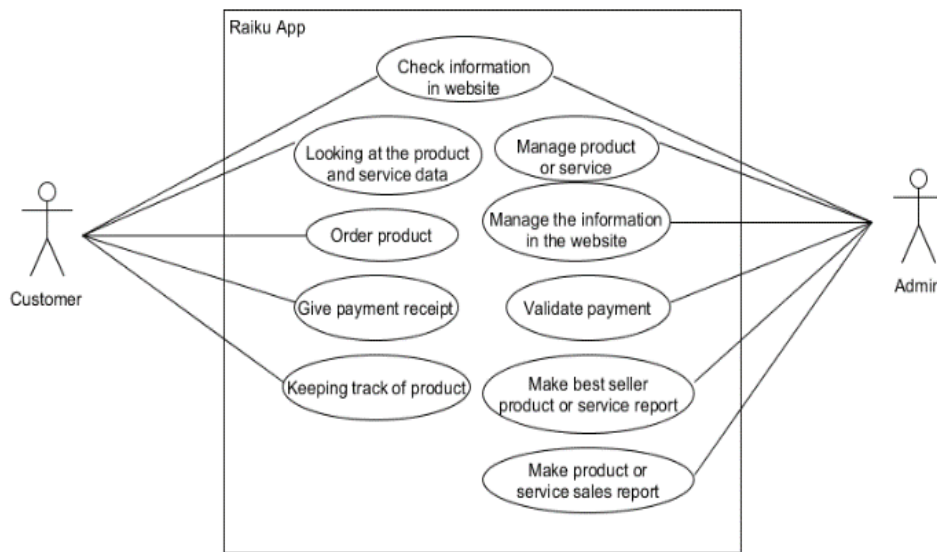 Raiku App
Check information
in website
Looking at the product
and service data
Manage product
or service
Order product
Manage the information
in the website
Customer
Admin
Give payment receipt
Validate payment
Keeping track of product
Make best seller
product or service report
Make product or
service sales report